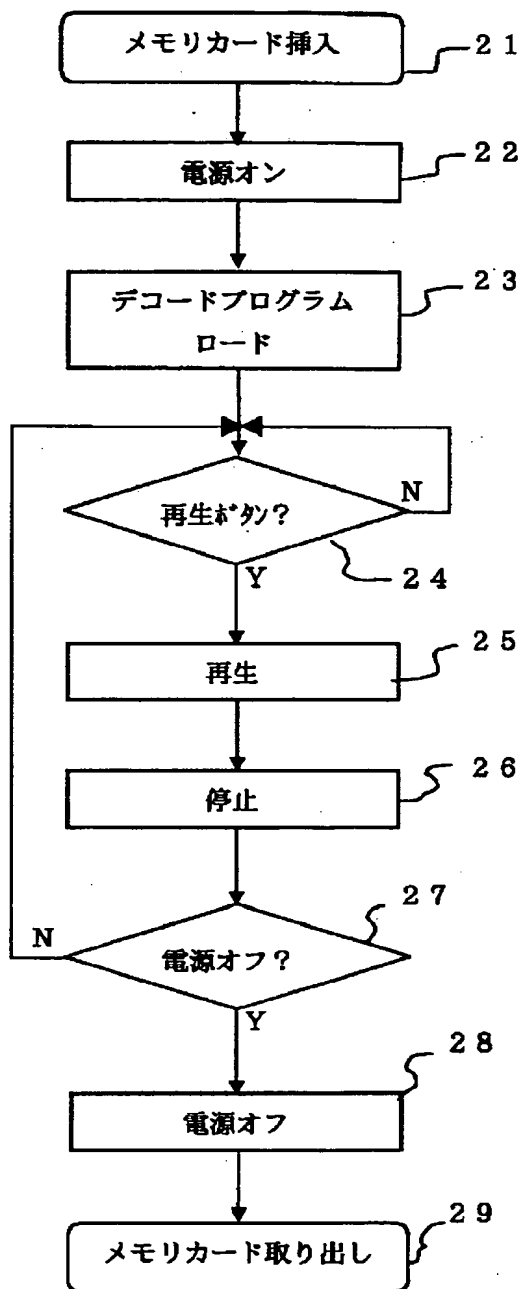 メモリカード挿入
21
電源オン
22
デコードプログラム
ロード
23
再生ボタン?
N
24
Y
再生
25
停止
26
電源オフ?
27
N
Y
電源オフ
28
メモリカード取り出し
29